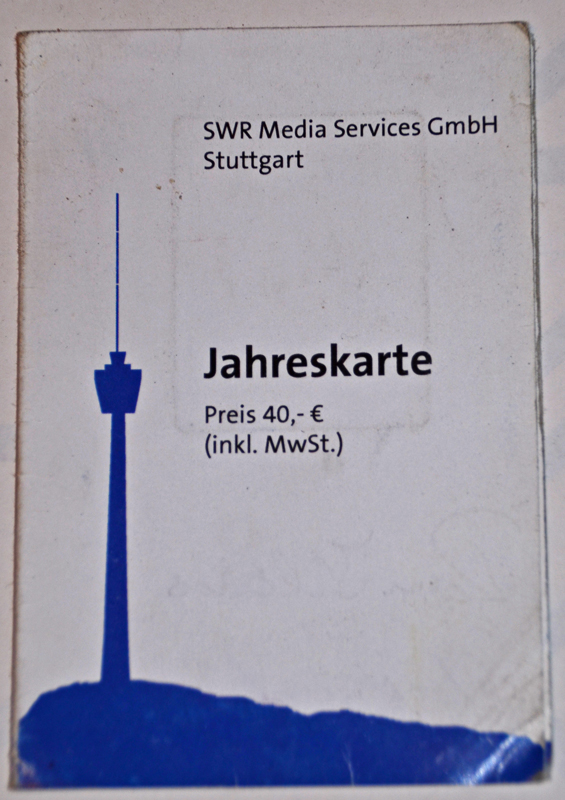 SWR Media Services GmbH
Stuttgart
Jahreskarte
Preis 40,- €
(inkl. MwSt.)